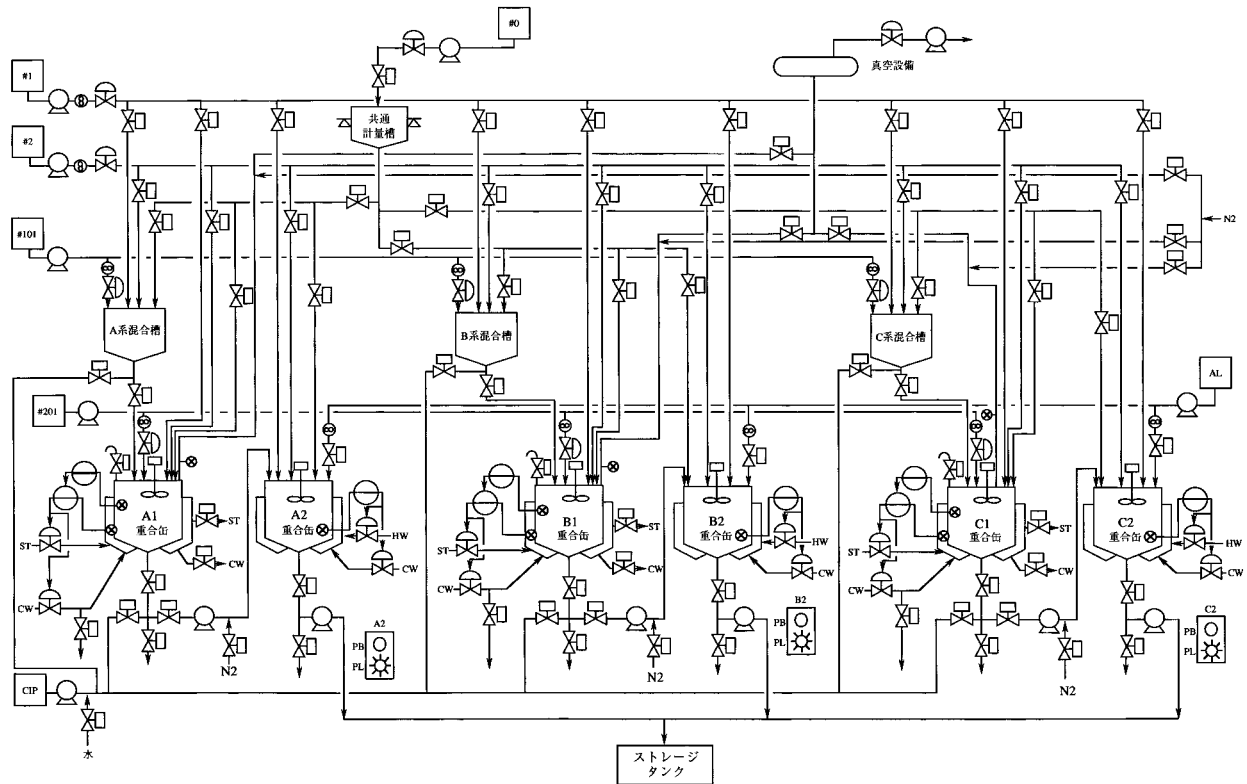 #0
真空設備
#1
共通
計量槽
#2
N2
#101
A系混合槽
B系混合槽
C系混合槽
AL
#201
A1
重合缶
A2
重合缶
B1
重合缶
B2
重合缶
C1
重合缶
C2
重合缶
ST
ST
ST
ST
ST
ST
HW
HW
HW
CW
CW
CW
CW
CW
CW
CW
CW
CW
A2
PB
PL
B2
PB
PL
C2
PB
PL
N2
N2
N2
CIP
水
ストレージ
タンク